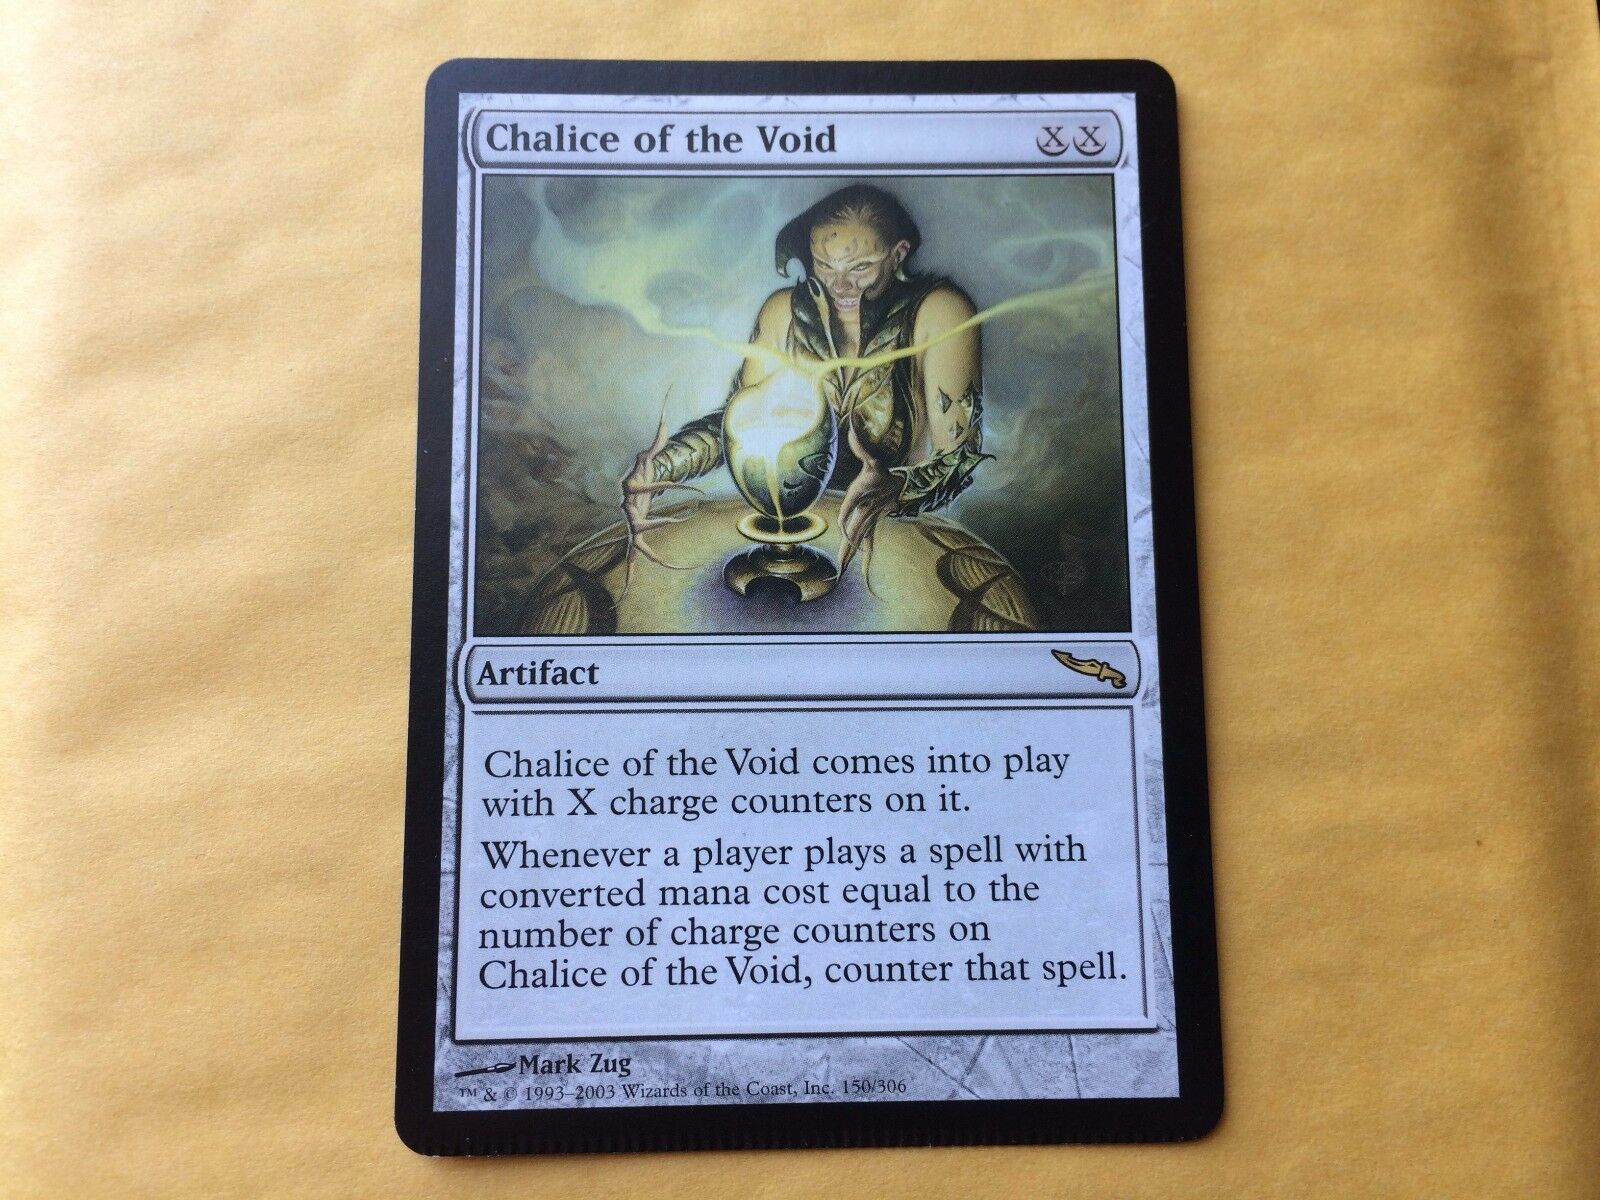 Chalice of the Void XX
Artifact
Chalice of the Void comes into play
with X charge counters on it.
Whenever a player plays a spell with
converted mana cost equal to the
number of charge counters on
Chalice of the Void, counter that spell.
Mark Zug
™ & © 1993–2003 Wizards of the Coast, Inc. 150/306